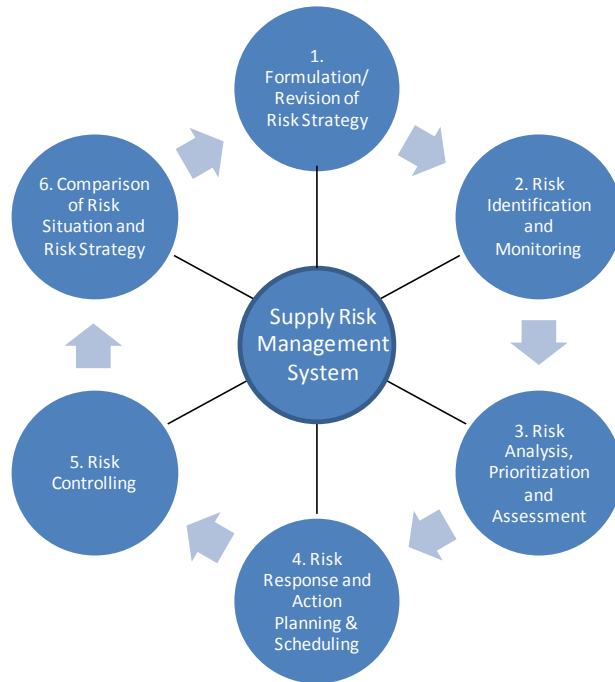 1.
Formulation/
Revision of
Risk Strategy
2. Risk
Identification
and
Monitoring
3. Risk
Analysis,
Prioritization
and
Assessment
4. Risk
Response and
Action
Planning &
Scheduling
5. Risk
Controlling
6. Comparison
of Risk
Situation and
Risk Strategy
Supply Risk
Management
System